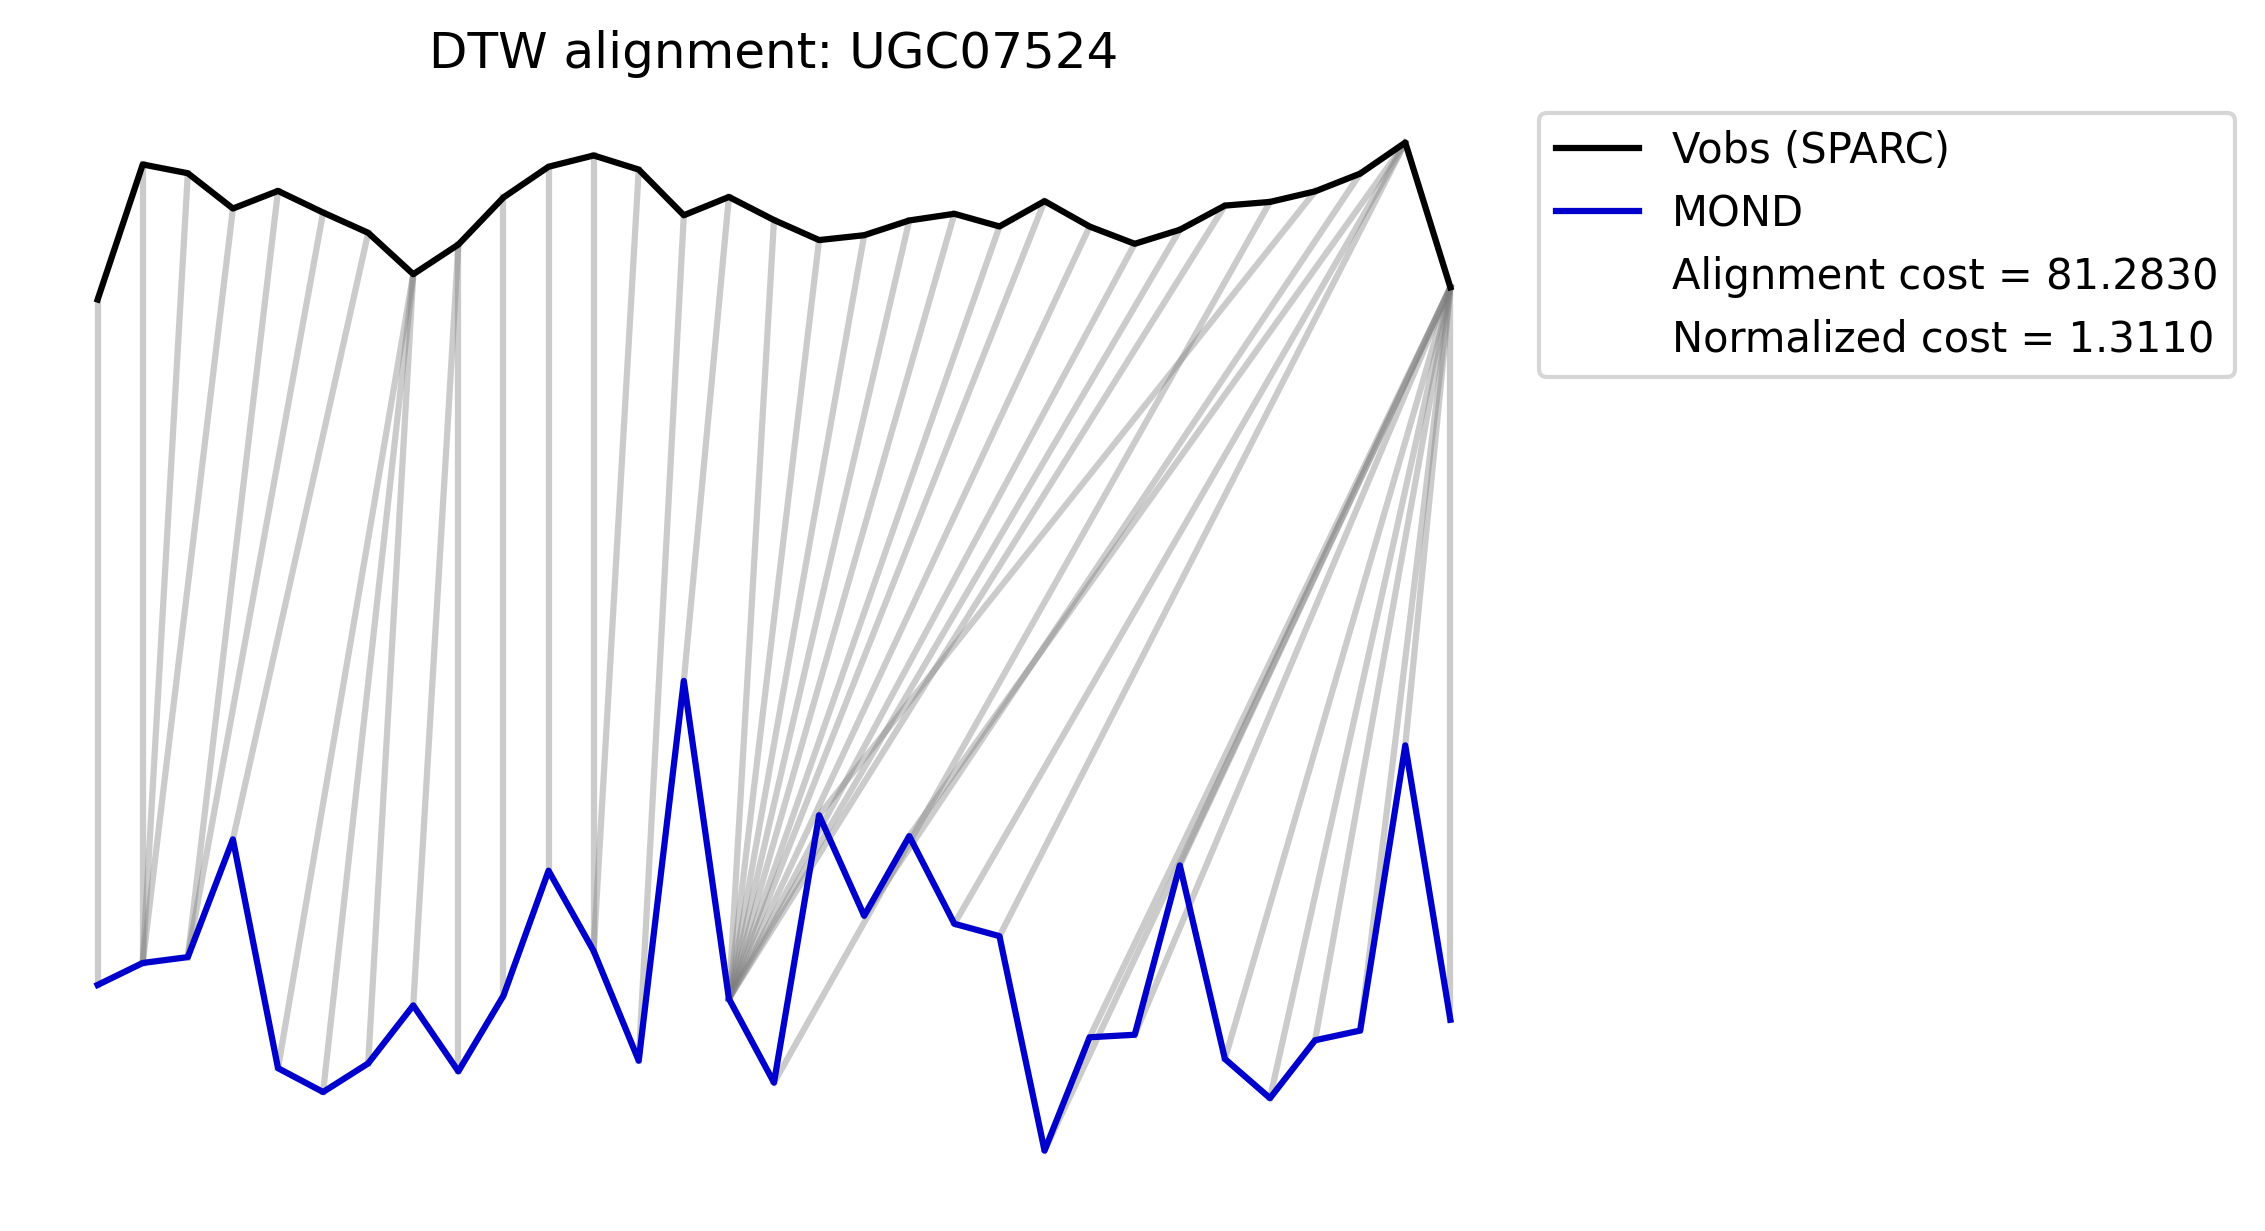 DTW alignment: UGC07524
Vobs (SPARC)
MOND
Alignment cost = 81.2830
Normalized cost = 1.3110